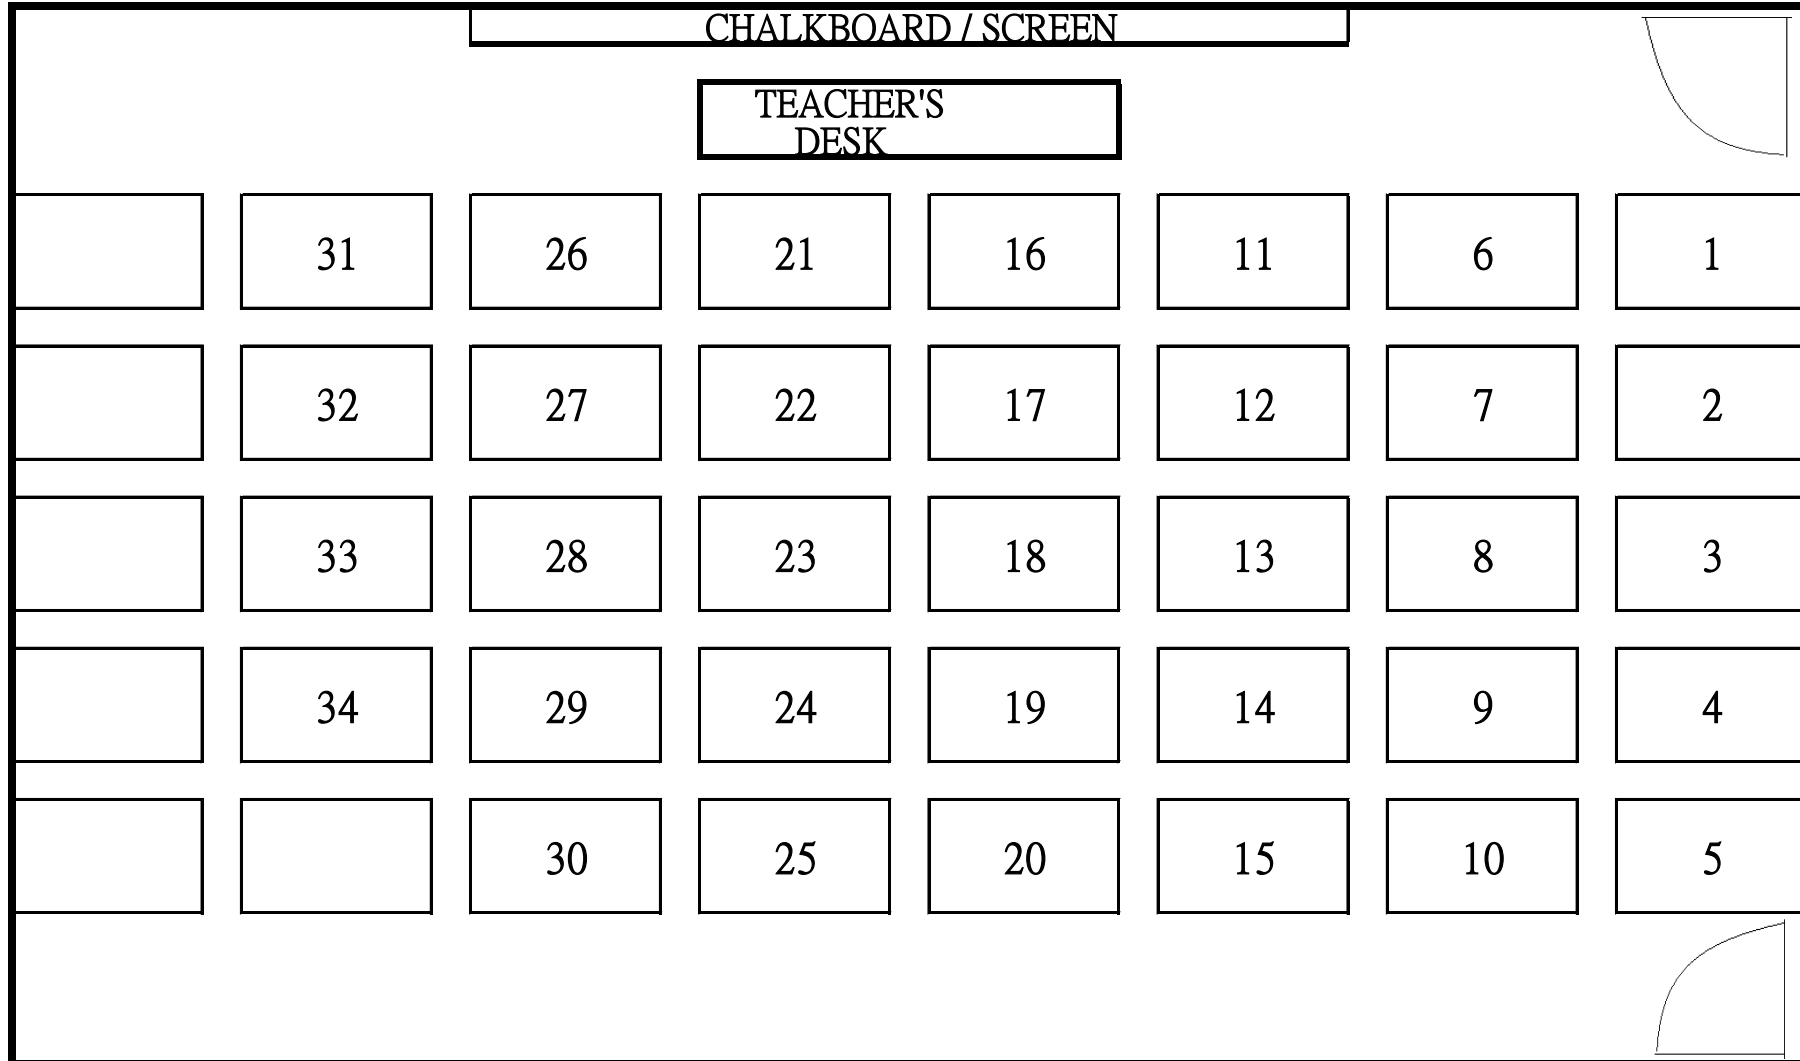 CHALKBOARD / SCREEN
TEACHER'S
DESK
31 26 21 16 11 6 1
32 27 22 17 12 7 2
33 28 23 18 13 8 3
34 29 24 19 14 9 4
30 25 20 15 10 5